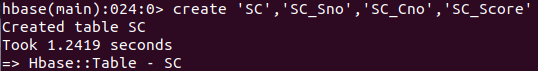 hbase(main):024:0> create 'SC','SC_Sno','SC_Cno','SC_Score'
Created table SC
Took 1.2419 seconds
=> Hbase::Table - SC